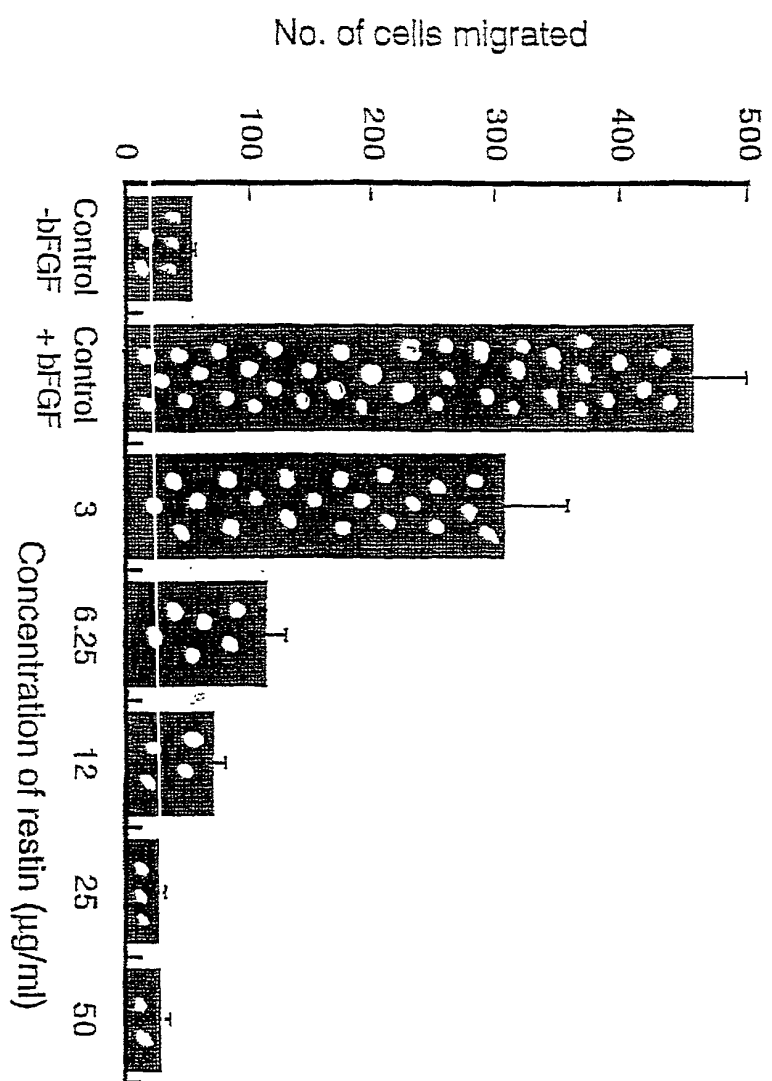 No. of cells migrated
500
400
300
200
100
0
Control
-bFGF
Control
+ bFGF
3
6.25
12
25
50
Concentration of restin (µg/ml)